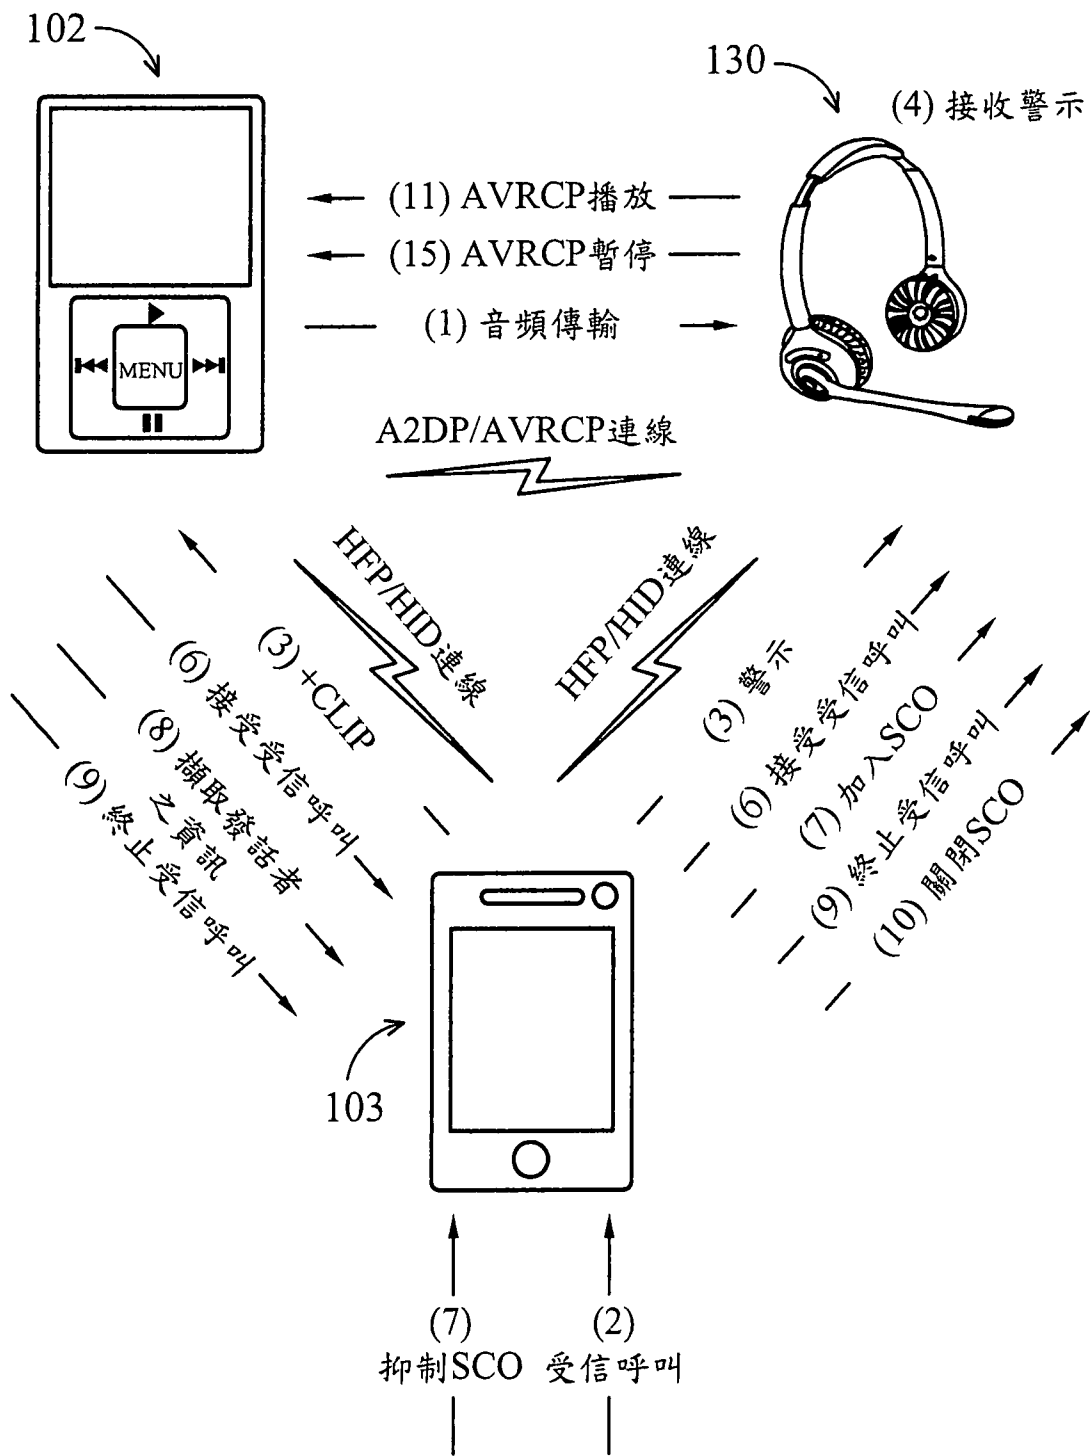 102
130
(4) 接收警示
(11) AVRCP播放
(15) AVRCP暫停
(1) 音頻傳輸
MENU
A2DP/AVRCP連線
HFP/HID連線
HFP/HID連線
(3) +CLIP
(6) 接受受信呼叫
(8) 擷取發話者
之資訊
(9) 終止受信呼叫
(3) 警示
(6) 接受受信呼叫
(7) 加入SCO
(9) 終止受信呼叫
(10) 關閉SCO
103
(7)
抑制SCO
(2)
受信呼叫